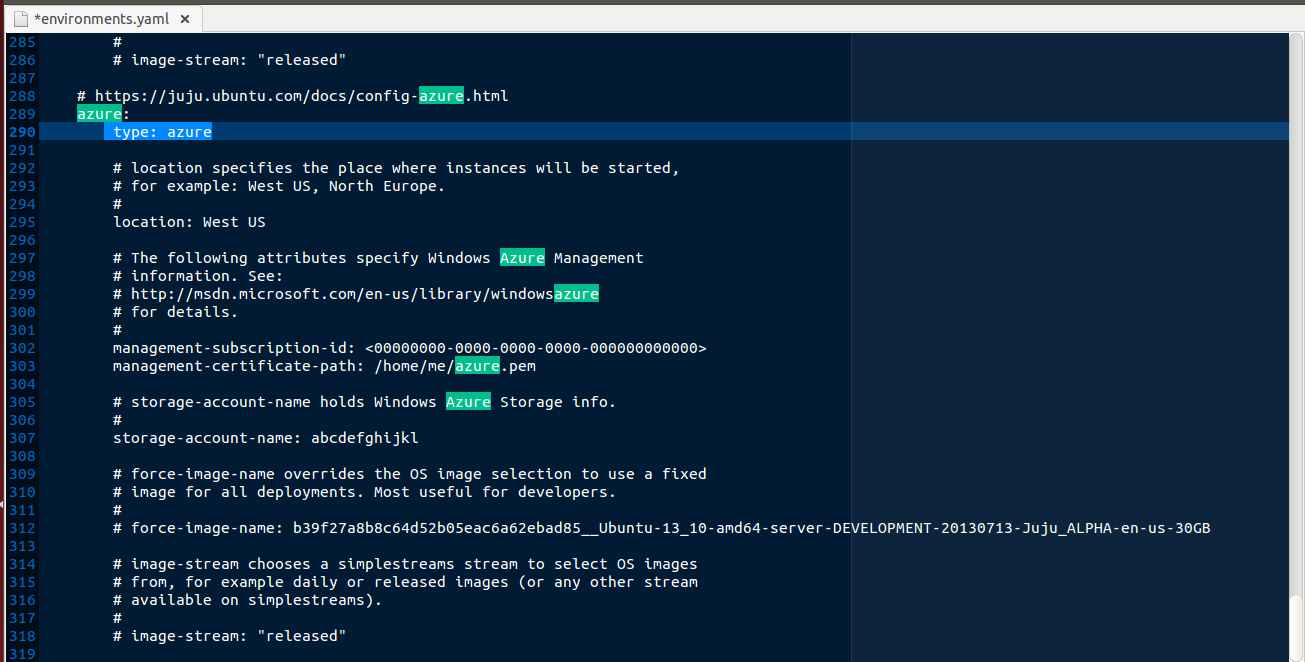 *environments.yaml ×
285 #
286 # image-stream: "released"
287
288 # https://juju.ubuntu.com/docs/config-azure.html
289 azure:
290 type: azure
291
292 # location specifies the place where instances will be started,
293 # for example: West US, North Europe.
294 #
295 location: West US
296
297 # The following attributes specify Windows Azure Management
298 # information. See:
299 # http://msdn.microsoft.com/en-us/library/windowsazure
300 # for details.
301 #
302 management-subscription-id: <00000000-0000-0000-0000-000000000000>
303 management-certificate-path: /home/me/azure.pem
304
305 # storage-account-name holds Windows Azure Storage info.
306 #
307 storage-account-name: abcdefghijkl
308
309 # force-image-name overrides the OS image selection to use a fixed
310 # image for all deployments. Most useful for developers.
311 #
312 # force-image-name: b39f27a8b8c64d52b05eac6a62ebad85__Ubuntu-13_10-amd64-server-DEVELOPMENT-20130713-Juju_ALPHA-en-us-30GB
313
314 # image-stream chooses a simplestreams stream to select OS images
315 # from, for example daily or released images (or any other stream
316 # available on simplestreams).
317 #
318 # image-stream: "released"
319